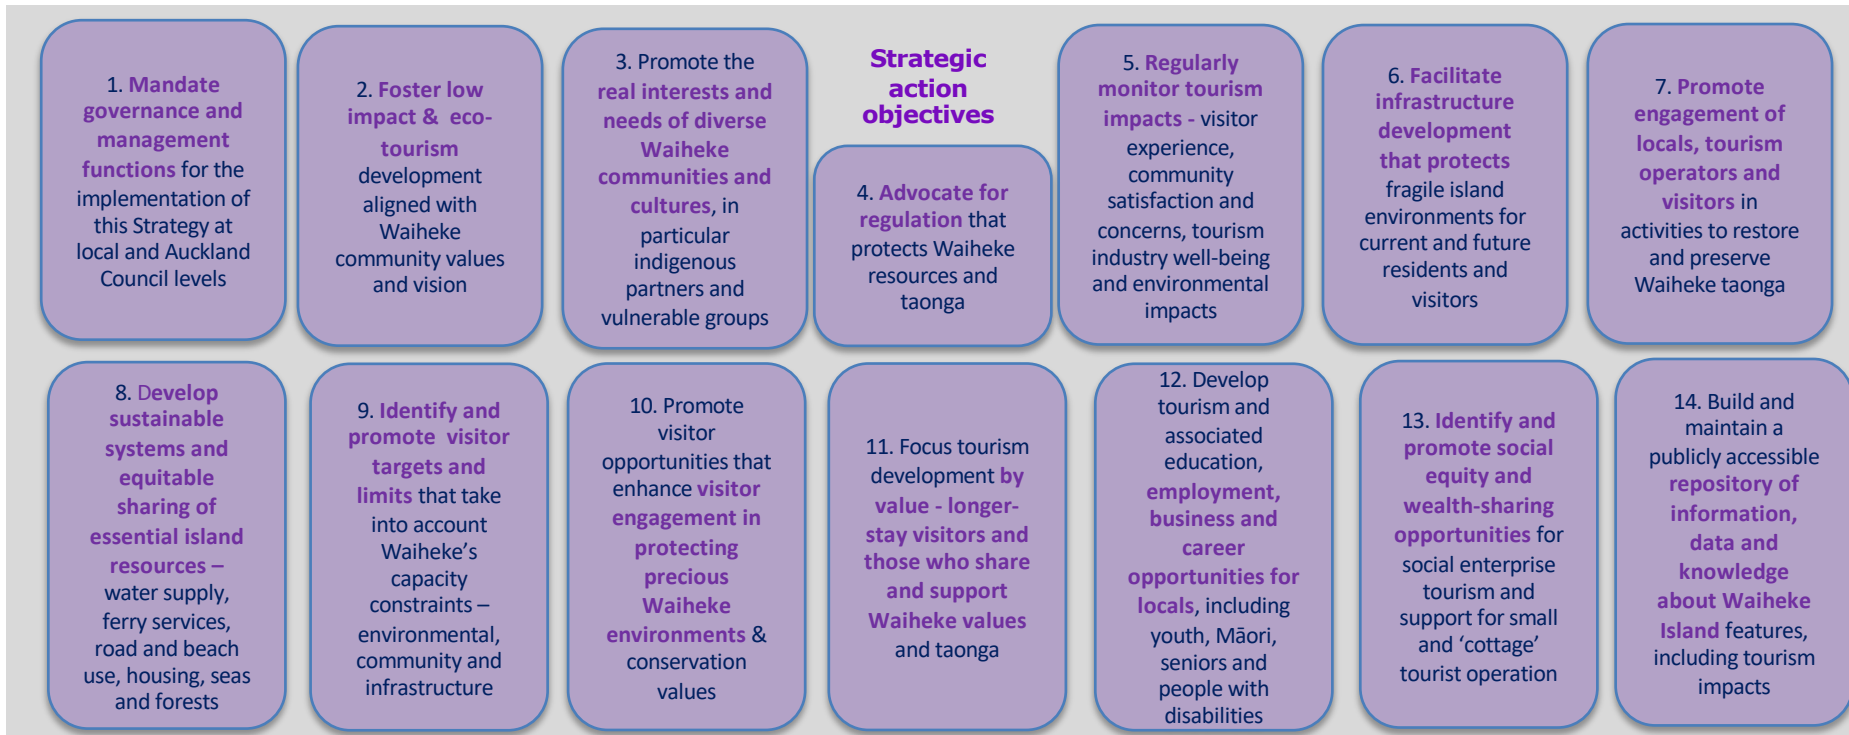 1. Mandate
governance and
management
functions for the
implementation of
this Strategy at
local and Auckland
Council levels
2. Foster low
impact & eco-
tourism
development
aligned with
Waiheke
community values
and vision
3. Promote the
real interests and
needs of diverse
Waiheke
communities and
cultures, in
particular
indigenous
partners and
vulnerable groups
Strategic
action
objectives
4. Advocate for
regulation that
protects Waiheke
resources and
taonga
5. Regularly
monitor tourism
impacts - visitor
experience,
community
satisfaction and
concerns, tourism
industry well-being
and environmental
impacts
6. Facilitate
infrastructure
development
that protects
fragile island
environments for
current and future
residents and
visitors
7. Promote
engagement of
locals, tourism
operators and
visitors in
activities to restore
and preserve
Waiheke taonga
8. Develop
sustainable
systems and
equitable
sharing of
essential island
resources –
water supply,
ferry services,
road and beach
use, housing, seas
and forests
9. Identify and
promote visitor
targets and
limits that take
into account
Waiheke’s
capacity
constraints –
environmental,
community and
infrastructure
10. Promote
visitor
opportunities that
enhance visitor
engagement in
protecting
precious
Waiheke
environments &
conservation
values
11. Focus tourism
development by
value - longer-
stay visitors and
those who share
and support
Waiheke values
and taonga
12. Develop
tourism and
associated
education,
employment,
business and
career
opportunities for
locals, including
youth, Māori,
seniors and
people with
disabilities
13. Identify and
promote social
equity and
wealth-sharing
opportunities for
social enterprise
tourism and
support for small
and ‘cottage’
tourist operation
14. Build and
maintain a
publicly accessible
repository of
information,
data and
knowledge
about Waiheke
Island features,
including tourism
impacts